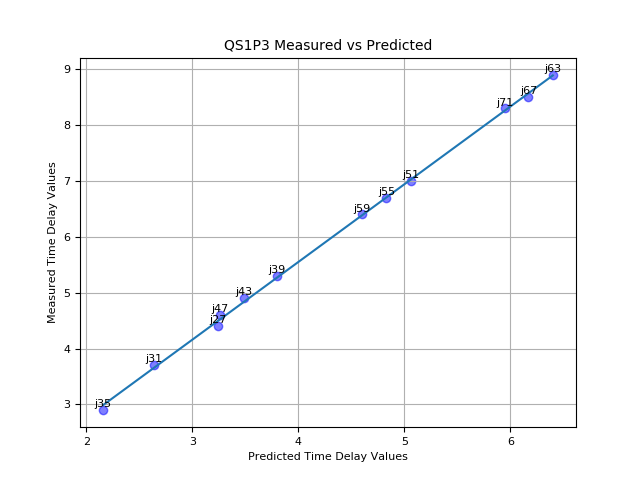 QS1P3 Measured vs Predicted
Measured Time Delay Values
9
8
7
6
5
4
3
j63
j67
j71
j51
j55
j59
j39
j43
j47
j27
j31
j35
2
3
4
5
6
Predicted Time Delay Values